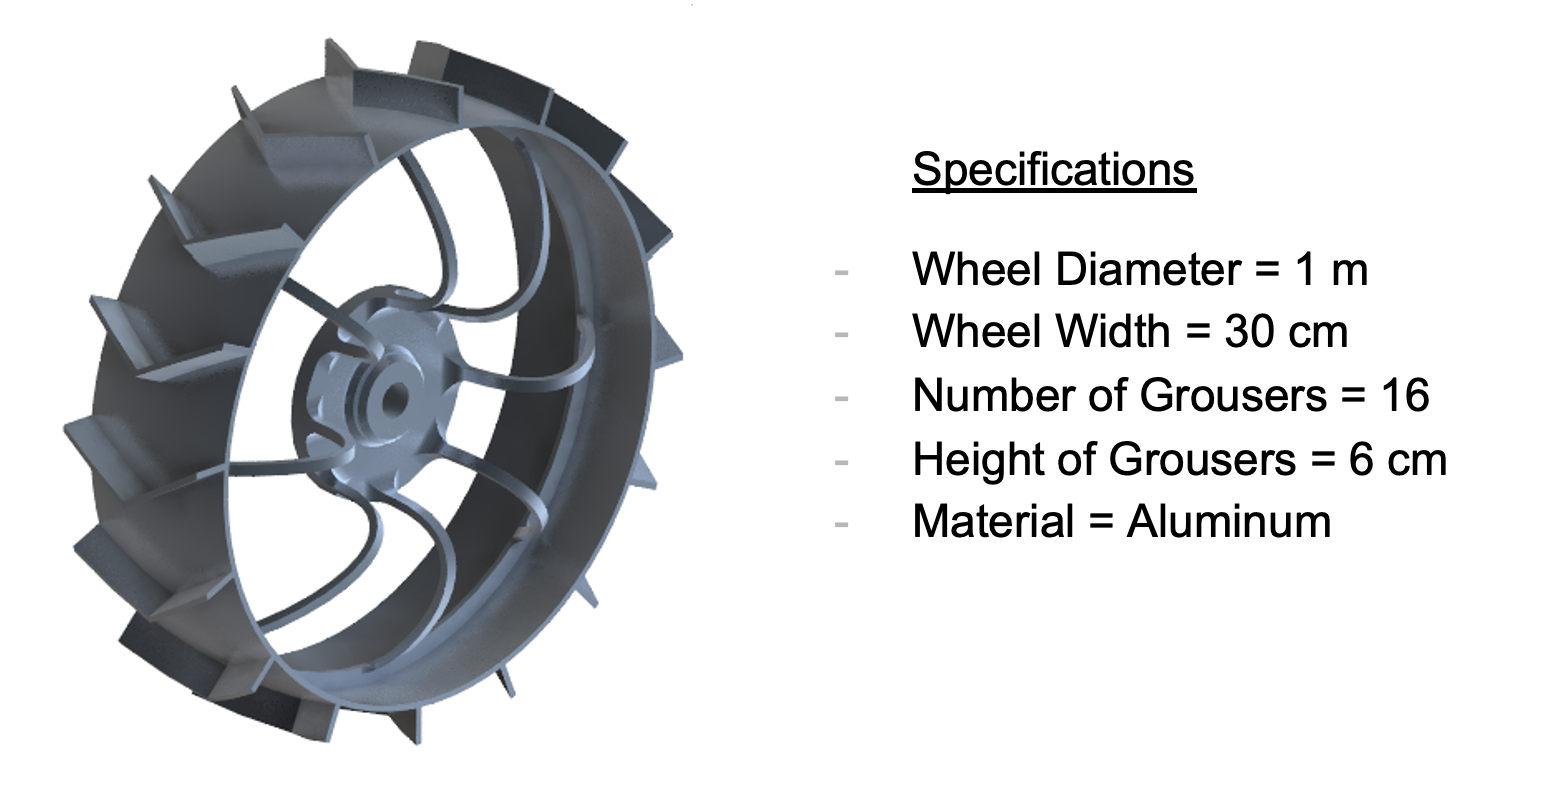 Specifications
- Wheel Diameter = 1 m
- Wheel Width = 30 cm
- Number of Grousers = 16
- Height of Grousers = 6 cm
- Material = Aluminum